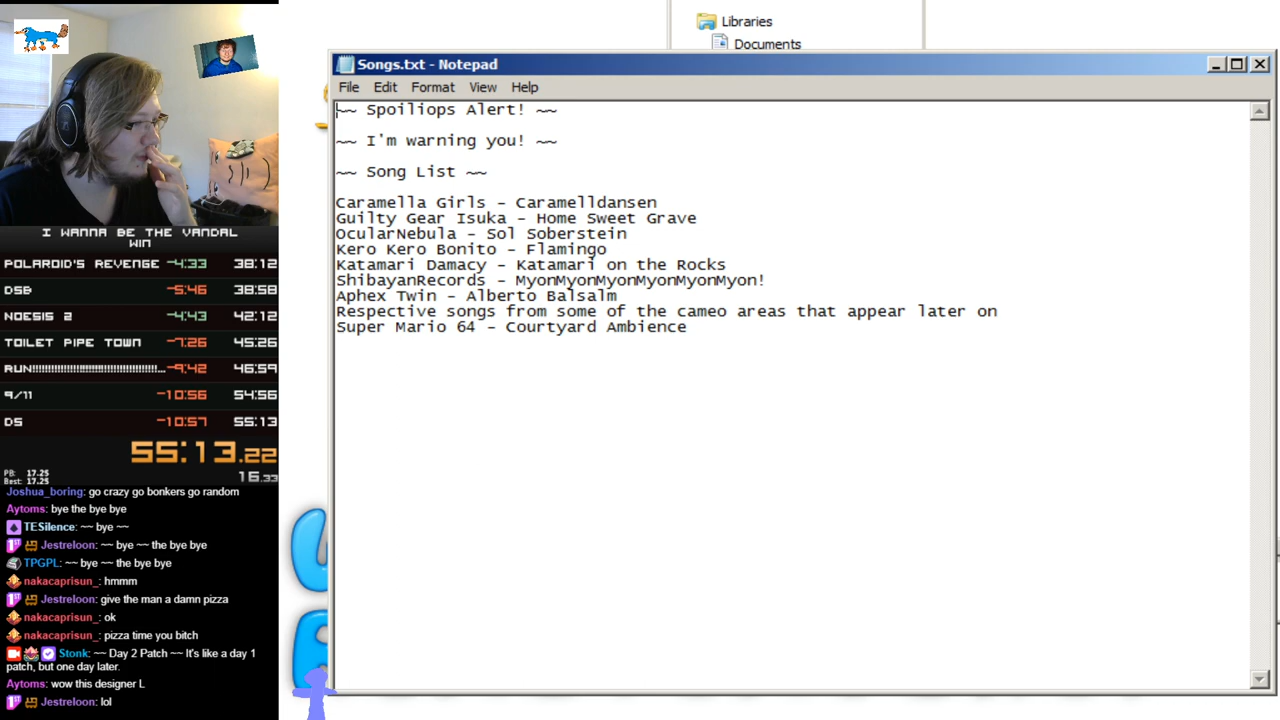 Libraries
Documents
Songs.txt - Notepad
File Edit Format View Help
~~ Spoiliops Alert! ~~
~~ I'm warning you! ~~
~~ Song List ~~
Caramella Girls - Caramelldansen
Guilty Gear Isuka - Home Sweet Grave
OcularNebula - Sol Soberstein
Kero Kero Bonito - Flamingo
Katamari Damacy - Katamari on the Rocks
ShibayanRecords - MyonMyonMyonMyonMyonMyon!
Aphex Twin - Alberto Balsalm
Respective songs from some of the cameo areas that appear later on
Super Mario 64 - Courtyard Ambience
I WANNA BE THE VANDAL
WIN
POLAROID'S REVENGE -4:33 38:12
DSB -5:46 38:58
NOESIS 2 -4:43 42:12
TOILET PIPE TOWN -7:26 45:26
RUN!!!!!!!!!!!!!!!!!!!!!!!!!!!!!!!!!!!!!!!!... -9:42 46:59
9/11 -10:56 54:56
DS -10:57 55:13
55:13.22
PB: 17.25
Best: 17.25
16.33
Joshua_boring: go crazy go bonkers go random
Aytoms: bye the bye bye
TESilence: ~~ bye ~~
Jestreloon: ~~ bye ~~ the bye bye
TPGPL: ~~ bye ~~ the bye bye
nakacaprisun_: hmmm
Jestreloon: give the man a damn pizza
nakacaprisun_: ok
nakacaprisun_: pizza time you bitch
Stonk: ~~ Day 2 Patch ~~ It's like a day 1
patch, but one day later.
Aytoms: wow this designer L
Jestreloon: lol